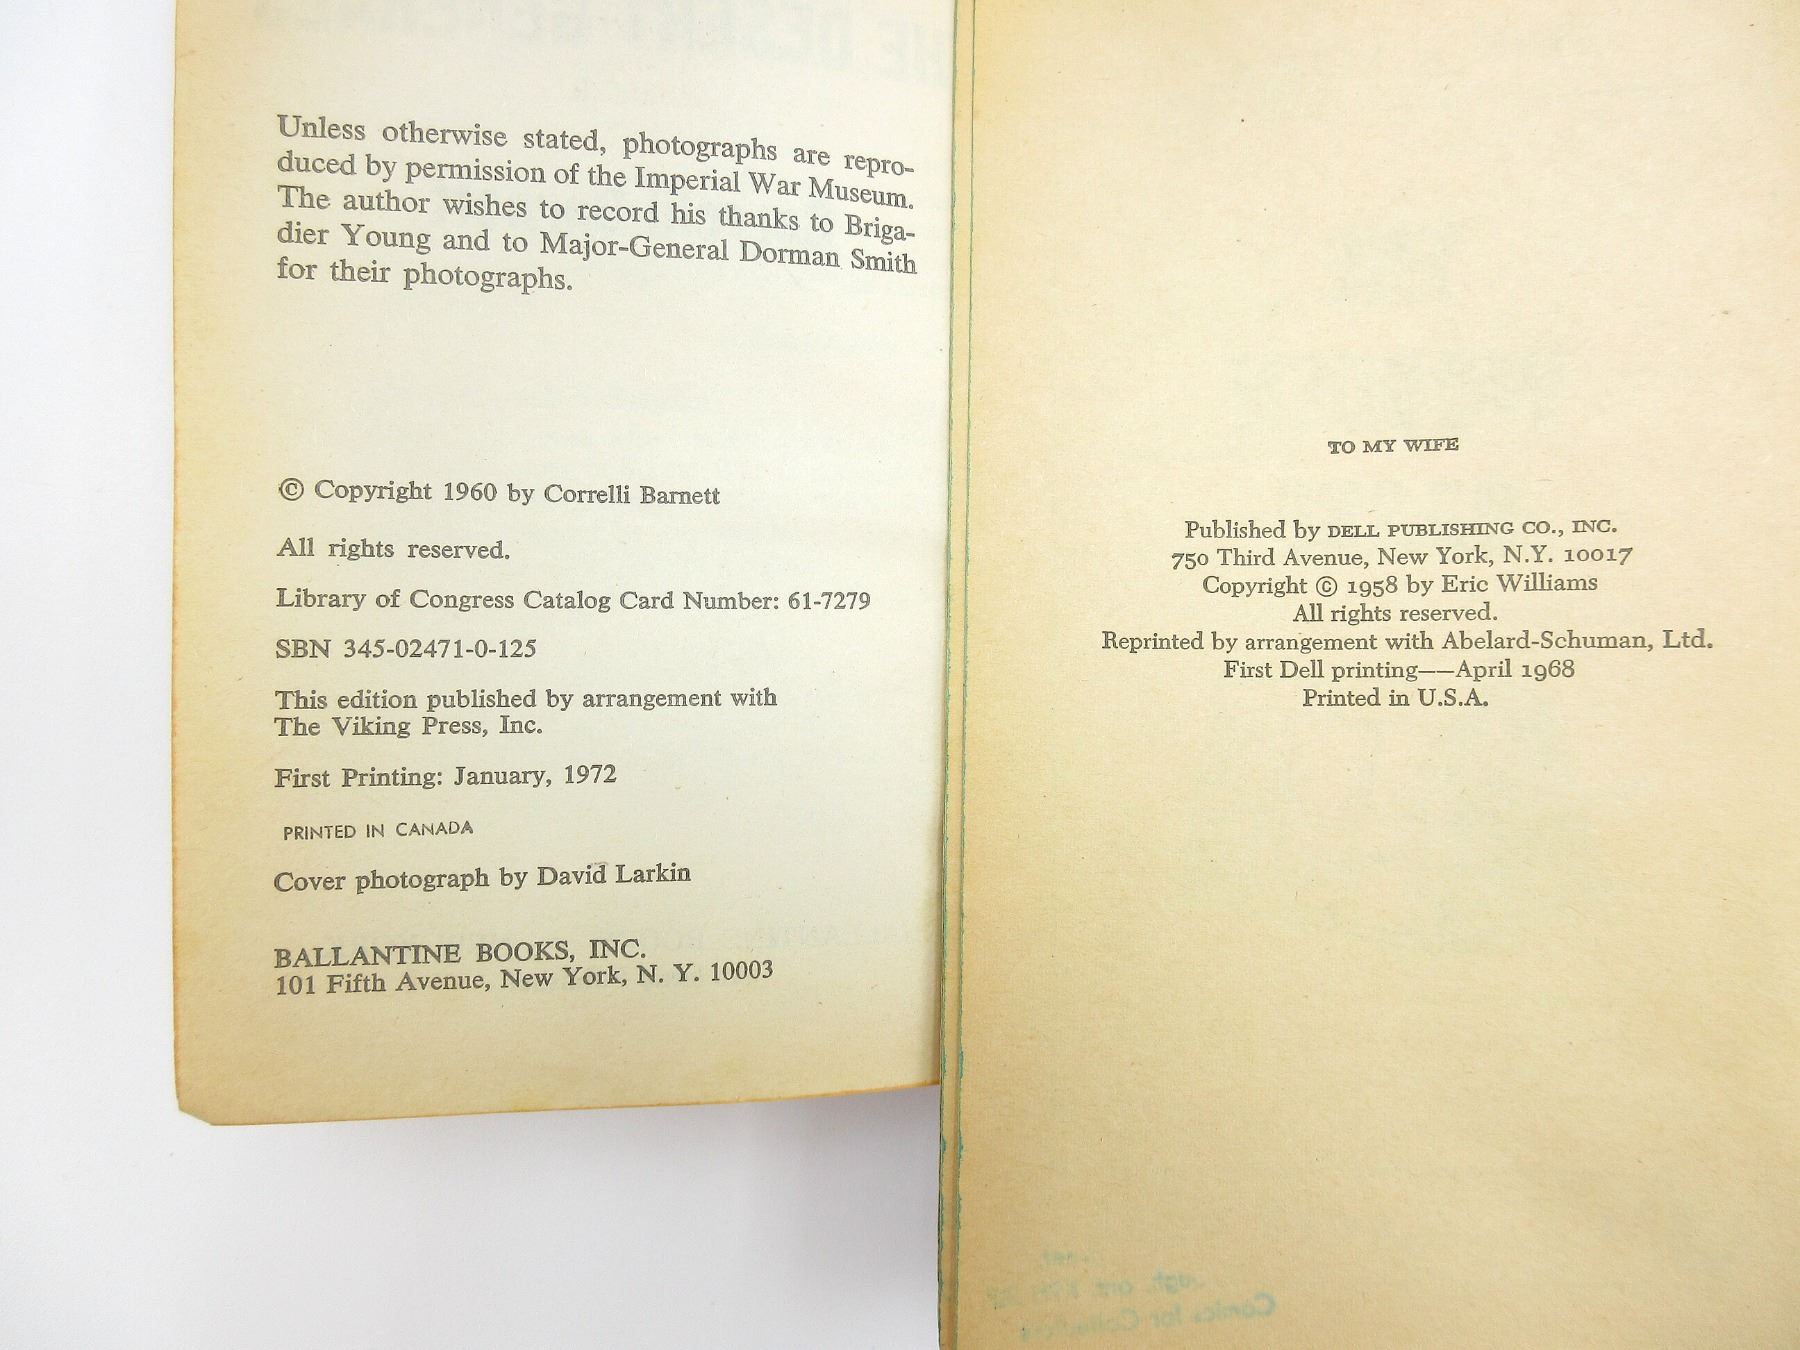 Unless otherwise stated, photographs are repro-
duced by permission of the Imperial War Museum.
The author wishes to record his thanks to Briga-
dier Young and to Major-General Dorman Smith
for their photographs.
© Copyright 1960 by Correlli Barnett
All rights reserved.
Library of Congress Catalog Card Number: 61-7279
SBN 345-02471-0-125
This edition published by arrangement with
The Viking Press, Inc.
First Printing: January, 1972
PRINTED IN CANADA
Cover photograph by David Larkin
BALLANTINE BOOKS, INC.
101 Fifth Avenue, New York, N. Y. 10003
TO MY WIFE
Published by DELL PUBLISHING CO., INC.
750 Third Avenue, New York, N.Y. 10017
Copyright © 1958 by Eric Williams
All rights reserved.
Reprinted by arrangement with Abelard-Schuman, Ltd.
First Dell printing——April 1968
Printed in U.S.A.
Comics for